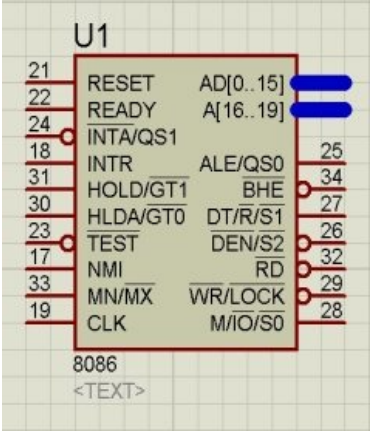 U1
21 RESET AD[0..15]
22 READY A[16..19]
24 INTA/QS1
18 INTR ALE/QS0 25
31 HOLD/GT1 BHE 34
30 HLDA/GT0 DT/R/S1 27
23 TEST DEN/S2 26
17 NMI RD 32
33 MN/MX WR/LOCK 29
19 CLK M/IO/S0 28
8086
<TEXT>